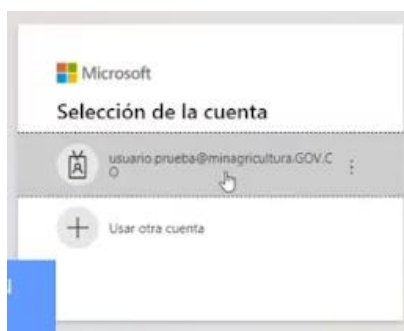 Microsoft
Selección de la cuenta
usuario.prueba@minagricultura.GOV.C
O
Usar otra cuenta